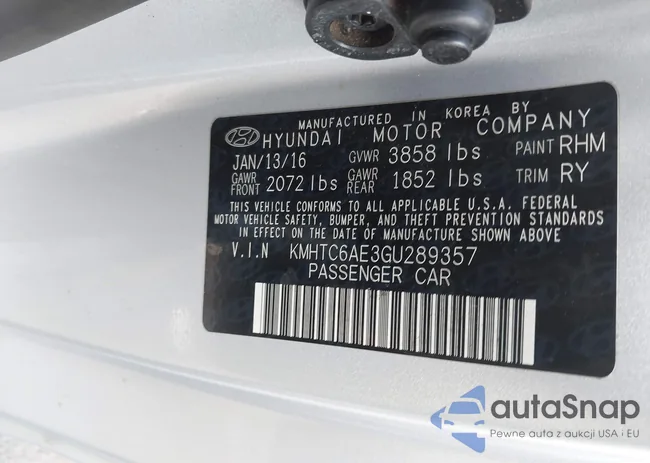 MANUFACTURED IN KOREA BY
HYUNDAI MOTOR COMPANY
JAN/13/16 GVWR 3858 lbs PAINT RHM
GAWR FRONT 2072 lbs GAWR REAR 1852 lbs TRIM RY
THIS VEHICLE CONFORMS TO ALL APPLICABLE U.S.A. FEDERAL
MOTOR VEHICLE SAFETY, BUMPER, AND THEFT PREVENTION STANDARDS
IN EFFECT ON THE DATE OF MANUFACTURE SHOWN ABOVE
V.I.N KMHTC6AE3GU289357
PASSENGER CAR
autaSnap
Pewne auta z aukcji USA i EU